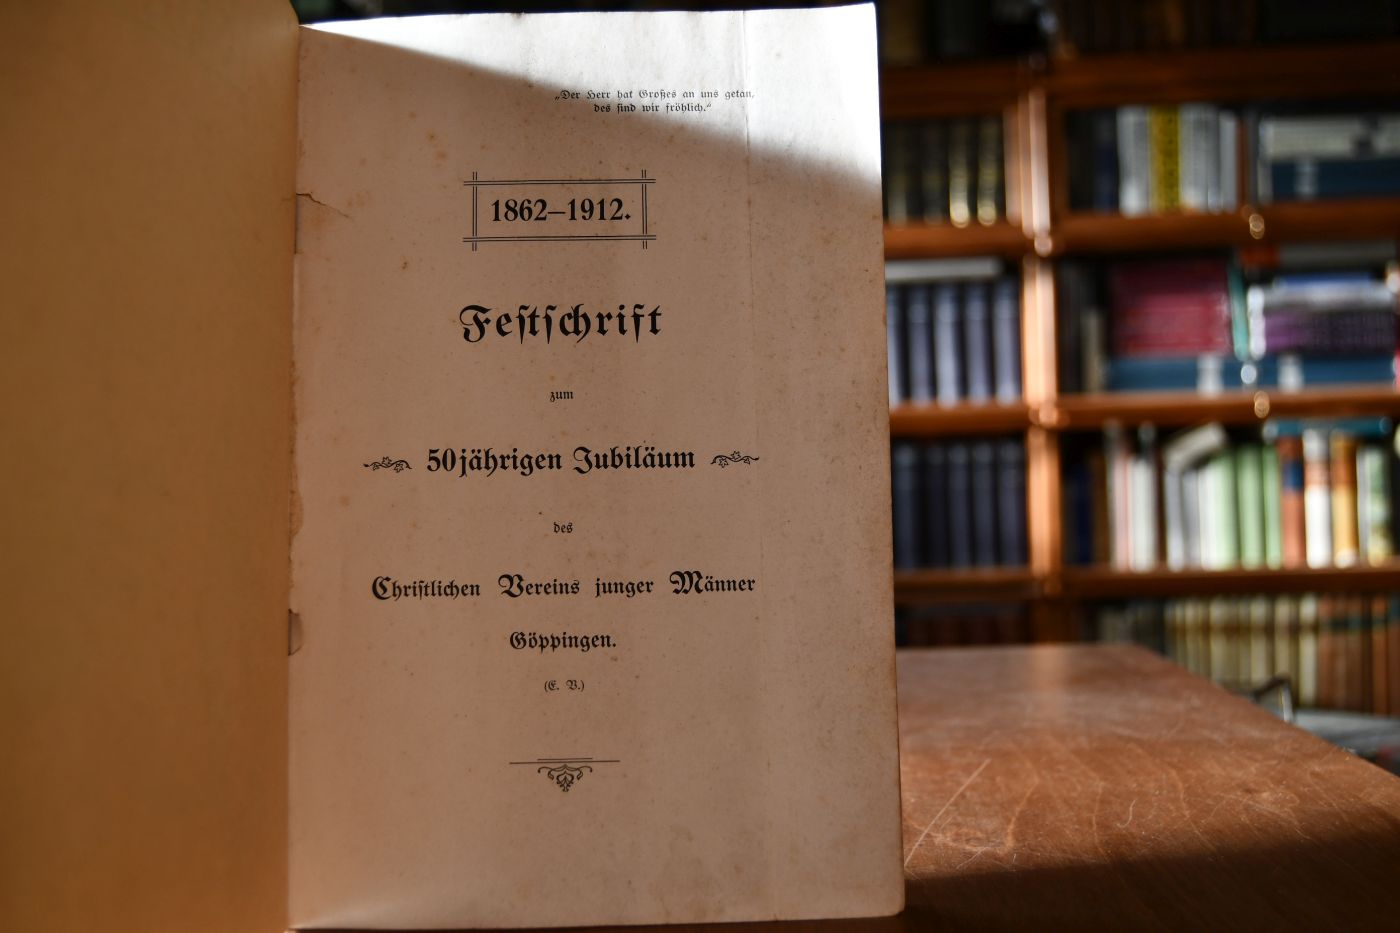 „Der Herr hat Großes an uns getan,
des sind wir fröhlich.“
1862–1912.
Festschrift
zum
50jährigen Jubiläum
des
Christlichen Vereins junger Männer
Göppingen.
(E. V.)